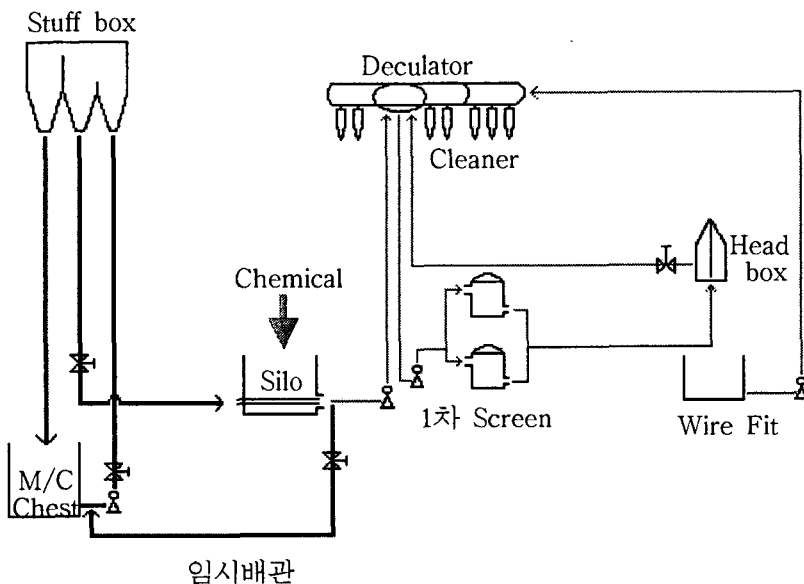 Stuff box
Deculator
Cleaner
Head
box
Chemical
Silo
1차 Screen
Wire Fit
M/C
Chest
임시배관